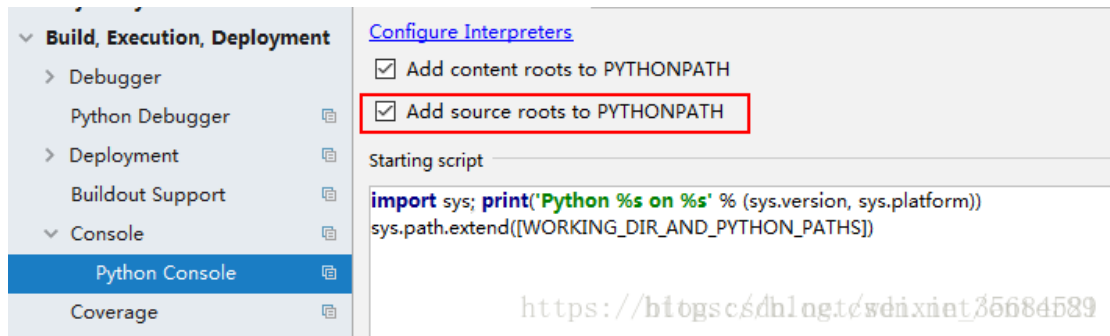 Build, Execution, Deployment
Debugger
Python Debugger
Deployment
Buildout Support
Console
Python Console
Coverage
Configure Interpreters
Add content roots to PYTHONPATH
Add source roots to PYTHONPATH
Starting script
import sys; print('Python %s on %s' % (sys.version, sys.platform))
sys.path.extend([WORKING_DIR_AND_PYTHON_PATHS])